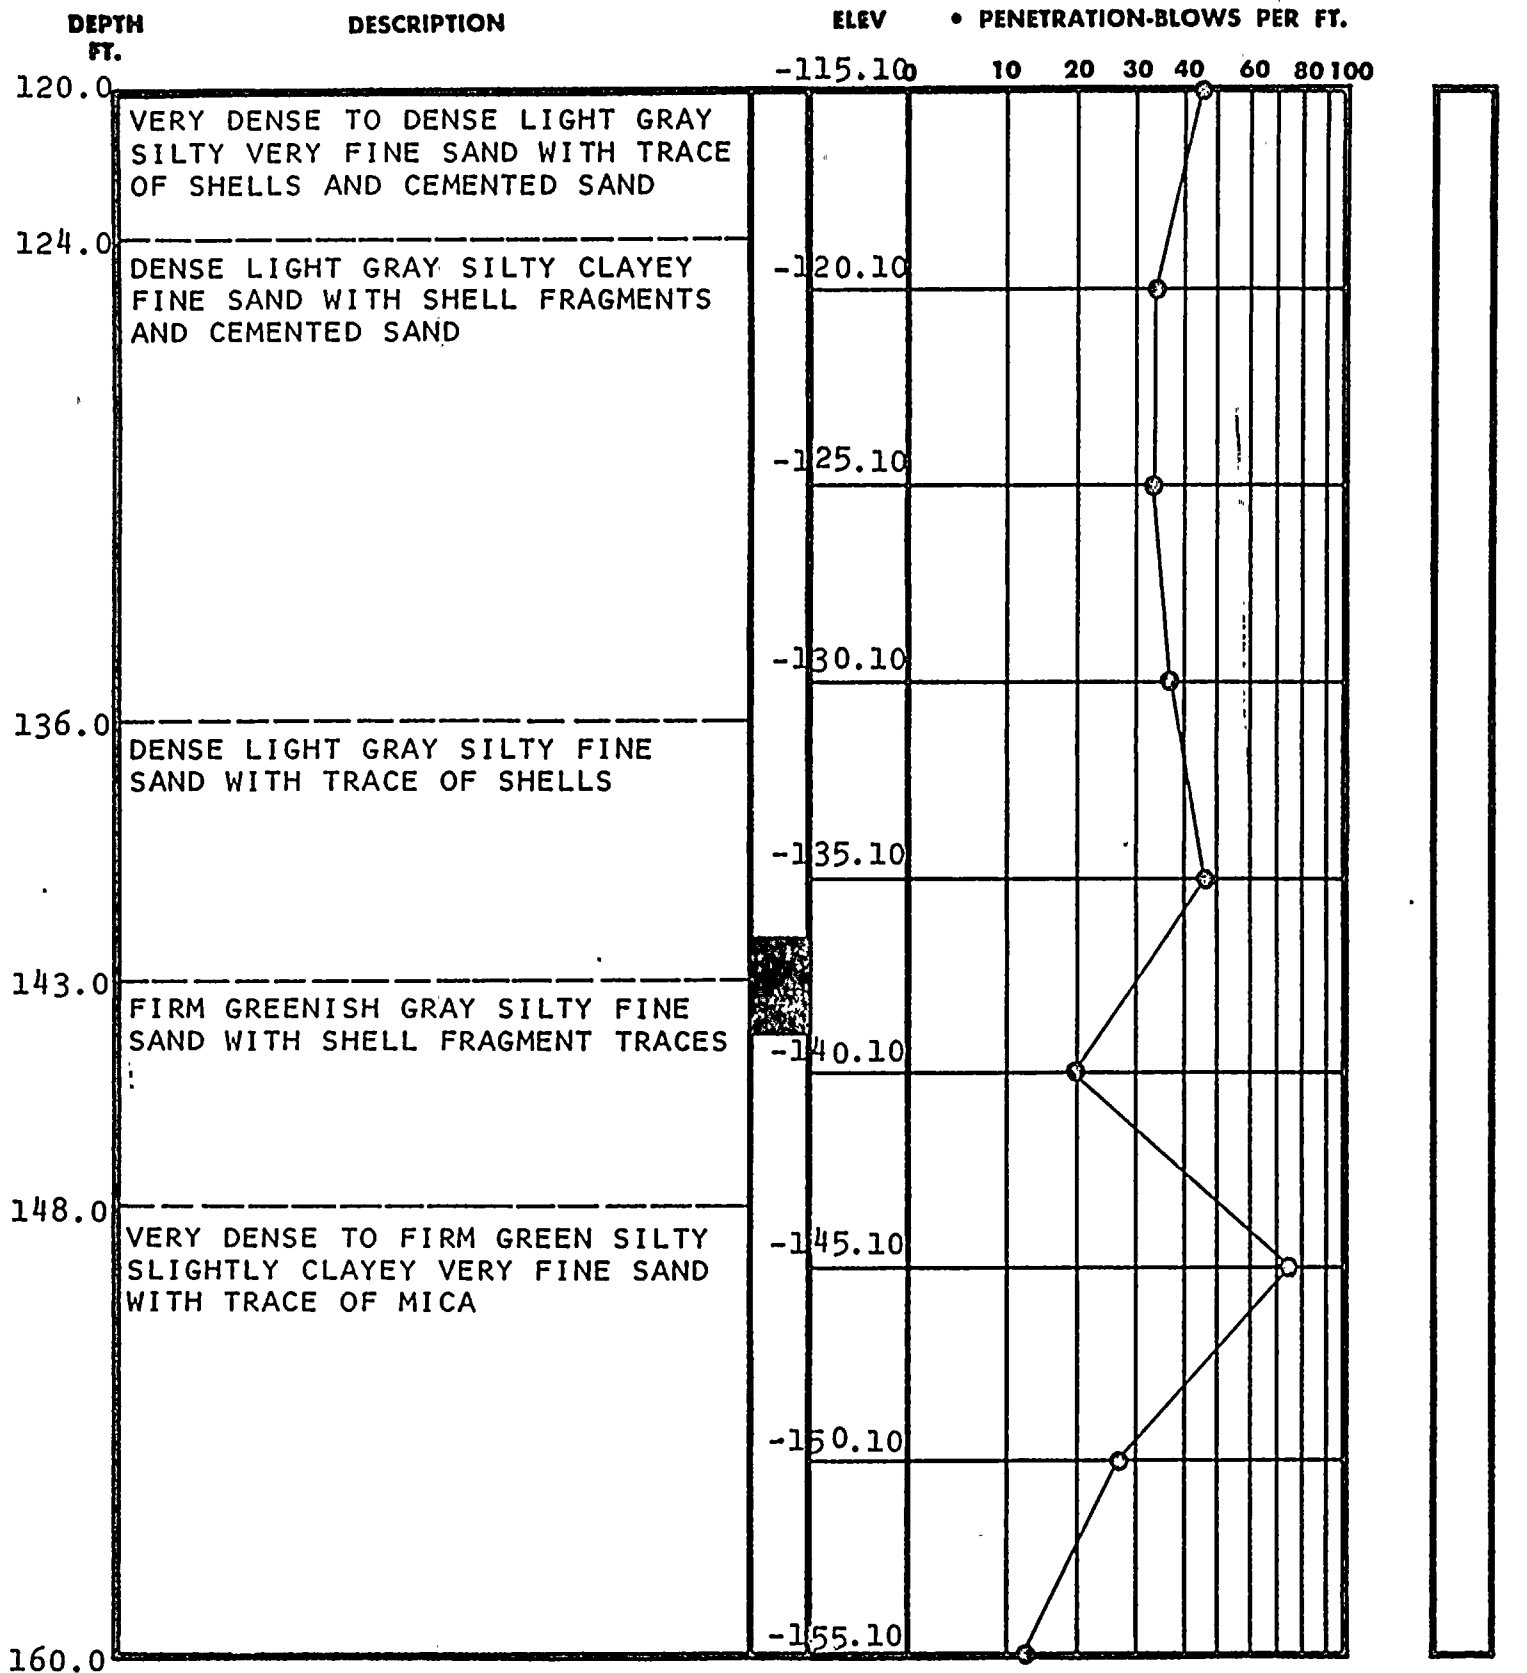 DEPTH FT.
DESCRIPTION
ELEV
• PENETRATION-BLOWS PER FT.
-115.10
0 10 20 30 40 60 80 100
120.0
VERY DENSE TO DENSE LIGHT GRAY
SILTY VERY FINE SAND WITH TRACE
OF SHELLS AND CEMENTED SAND
124.0
DENSE LIGHT GRAY SILTY CLAYEY
FINE SAND WITH SHELL FRAGMENTS
AND CEMENTED SAND
-120.10
-125.10
-130.10
136.0
DENSE LIGHT GRAY SILTY FINE
SAND WITH TRACE OF SHELLS
-135.10
143.0
FIRM GREENISH GRAY SILTY FINE
SAND WITH SHELL FRAGMENT TRACES
-140.10
148.0
VERY DENSE TO FIRM GREEN SILTY
SLIGHTLY CLAYEY VERY FINE SAND
WITH TRACE OF MICA
-145.10
-150.10
-155.10
160.0